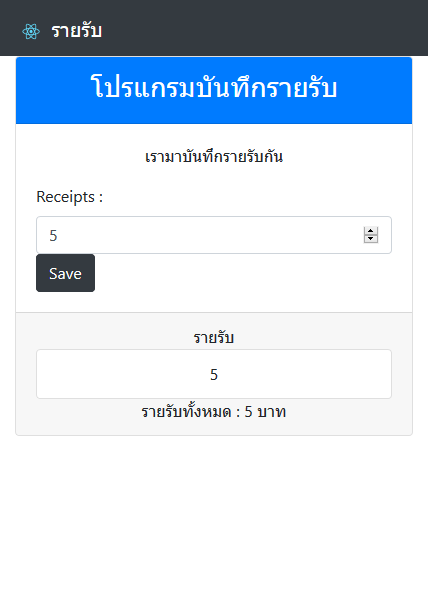 รายรับ
โปรแกรมบันทึกรายรับ
เรามาบันทึกรายรับกัน
Receipts :
5
Save
รายรับ
5
รายรับทั้งหมด : 5 บาท